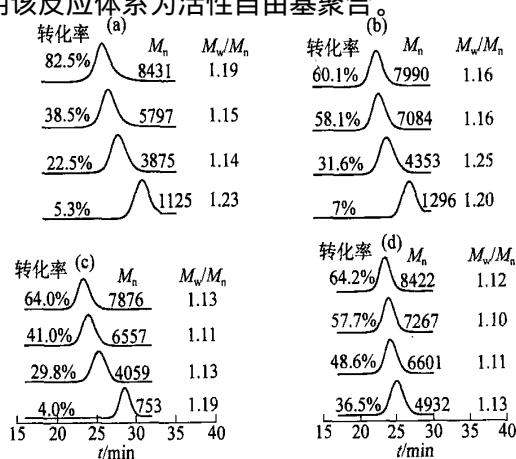 用该反应体系为活性自由基聚合。
转化率 (a) Mn Mw/Mn
82.5% 8431 1.19
38.5% 5797 1.15
22.5% 3875 1.14
5.3% 1125 1.23
(b)
转化率 Mn Mw/Mn
60.1% 7990 1.16
58.1% 7084 1.16
31.6% 4353 1.25
7% 1296 1.20
转化率 (c) Mn Mw/Mn
64.0% 7876 1.13
41.0% 6557 1.11
29.8% 4059 1.13
4.0% 753 1.19
15 20 25 30 35 40
t/min
转化率 (d) Mn Mw/Mn
64.2% 8422 1.12
57.7% 7267 1.10
48.6% 6601 1.11
36.5% 4932 1.13
15 20 25 30 35 40
t/min